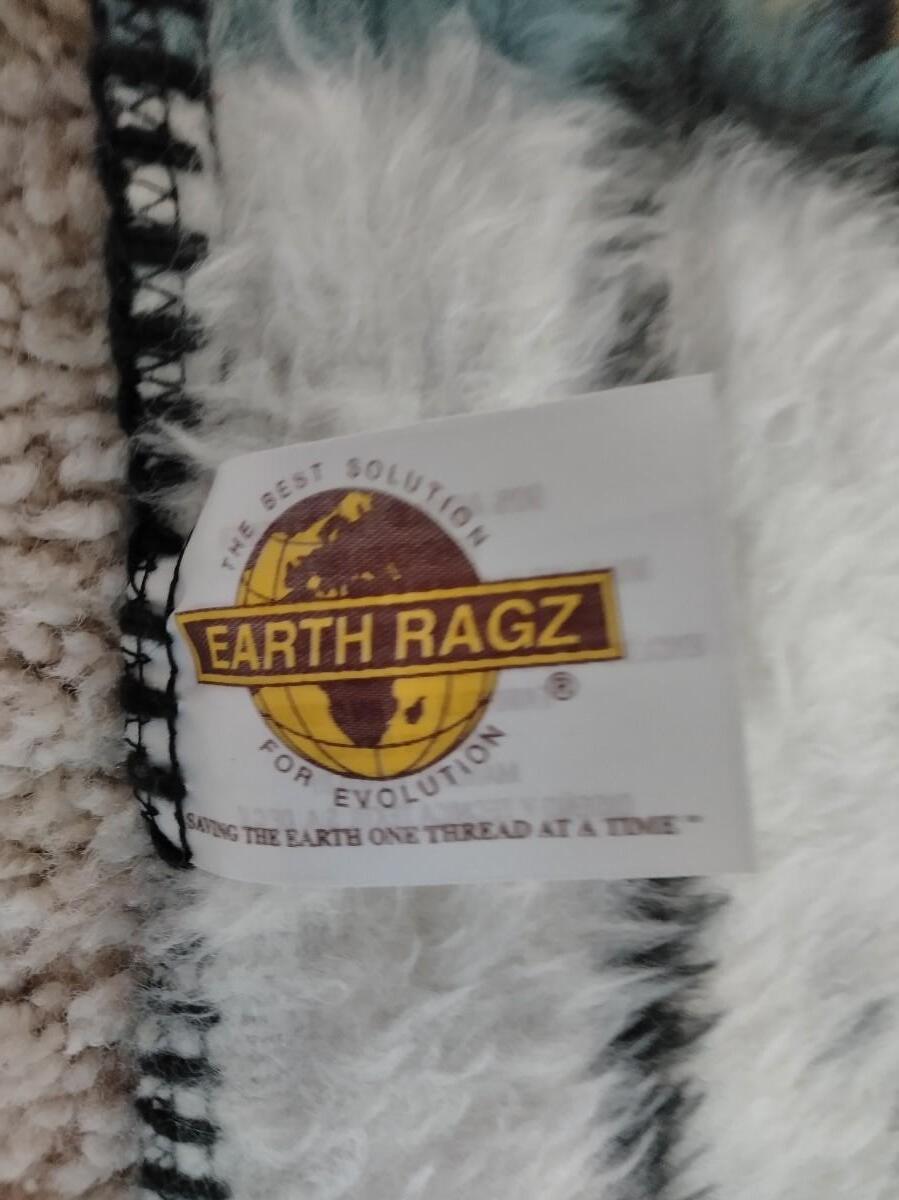 THE BEST SOLUTION
EARTH RAGZ
®
FOR EVOLUTION
SAVING THE EARTH ONE THREAD AT A TIME™